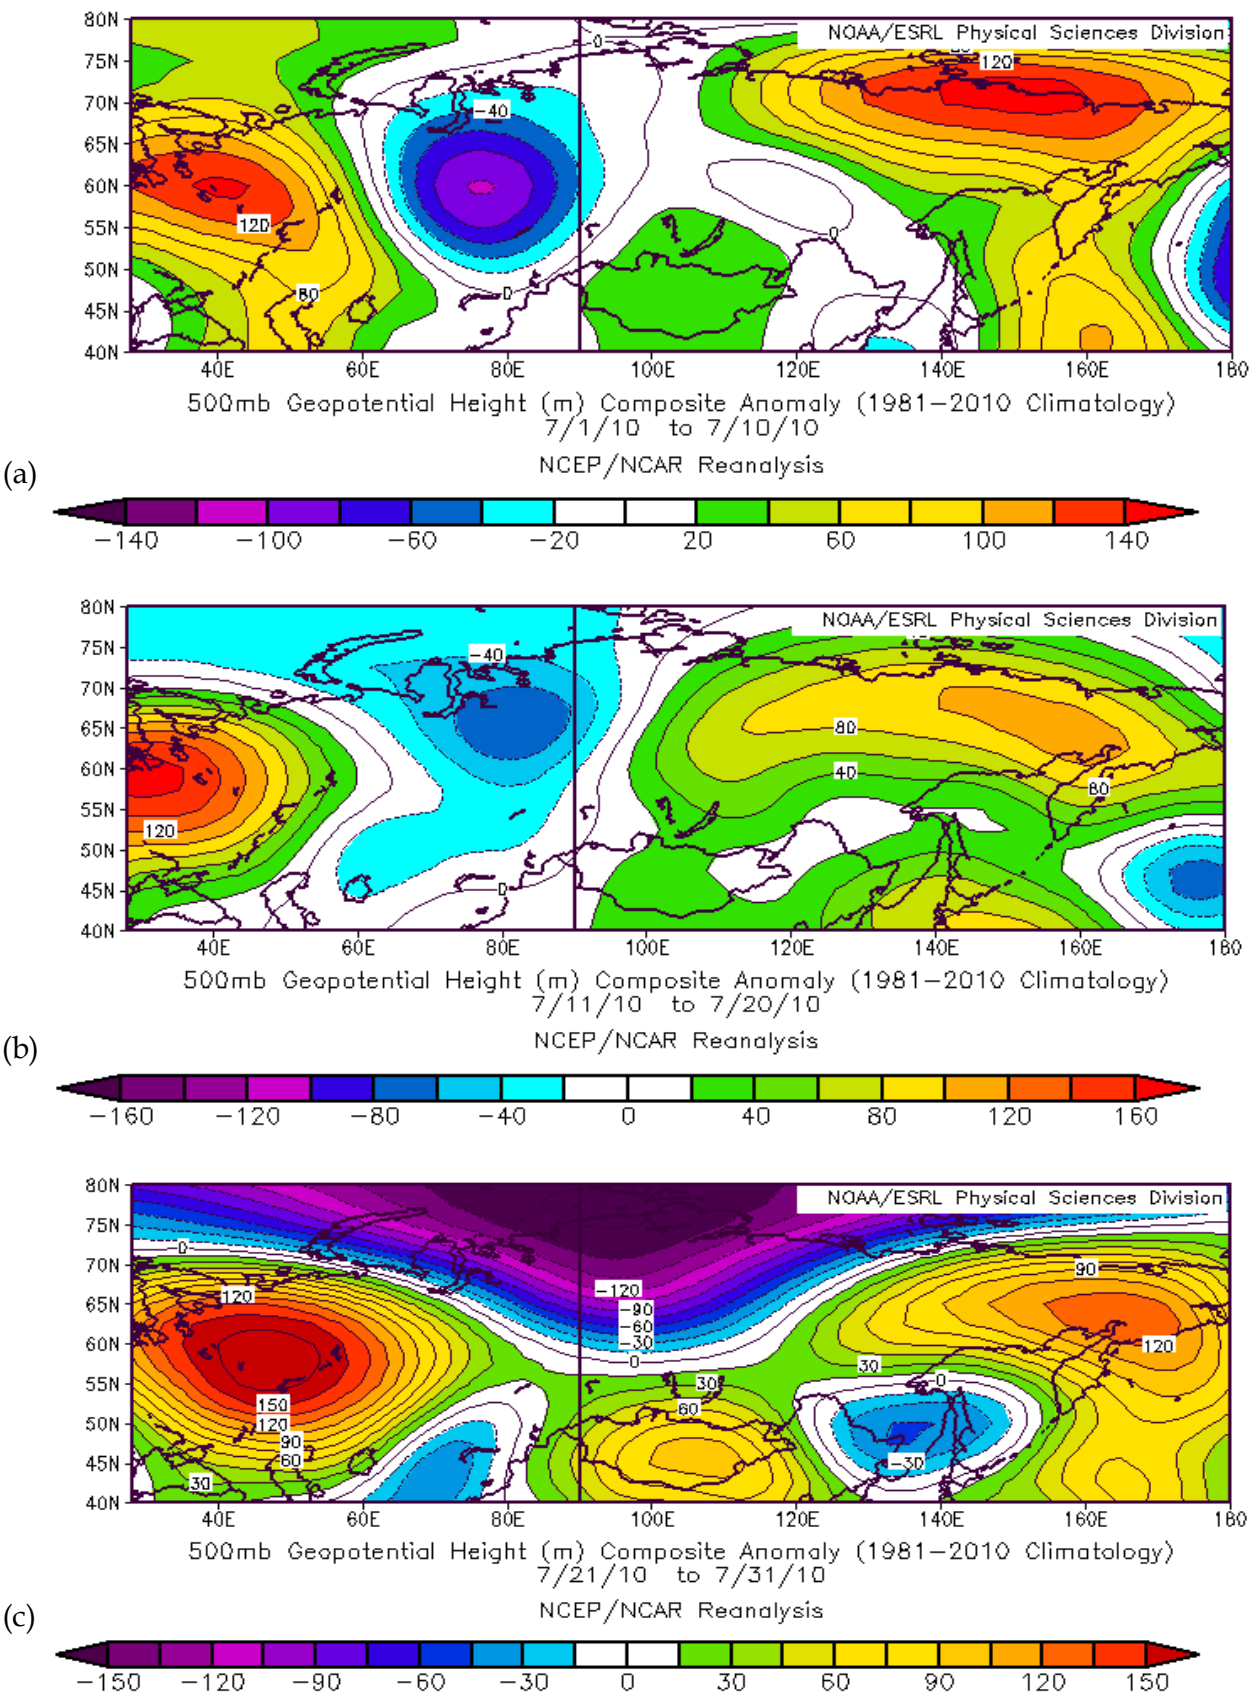 80N
NOAA/ESRL Physical Sciences Division
75N
0
120
70N
-40
65N
60N
55N
120
0
50N
80
0
45N
40N
40E 60E 80E 100E 120E 140E 160E 180
500mb Geopotential Height (m) Composite Anomaly (1981-2010 Climatology)
7/1/10 to 7/10/10
NCEP/NCAR Reanalysis
(a)
-140 -100 -60 -20 20 60 100 140
80N
NOAA/ESRL Physical Sciences Division
75N
-40
70N
65N
80
60N
40
80
55N
120
50N
45N
0
40N
40E 60E 80E 100E 120E 140E 160E 180
500mb Geopotential Height (m) Composite Anomaly (1981-2010 Climatology)
7/11/10 to 7/20/10
NCEP/NCAR Reanalysis
(b)
-160 -120 -80 -40 0 40 80 120 160
80N
NOAA/ESRL Physical Sciences Division
75N
0
70N
90
120
-120
65N
-90
-60
60N
-30
120
0
30
55N
30
0
150
60
50N
120
90
60
45N
-30
30
40N
40E 60E 80E 100E 120E 140E 160E 180
500mb Geopotential Height (m) Composite Anomaly (1981-2010 Climatology)
7/21/10 to 7/31/10
NCEP/NCAR Reanalysis
(c)
-150 -120 -90 -60 -30 0 30 60 90 120 150